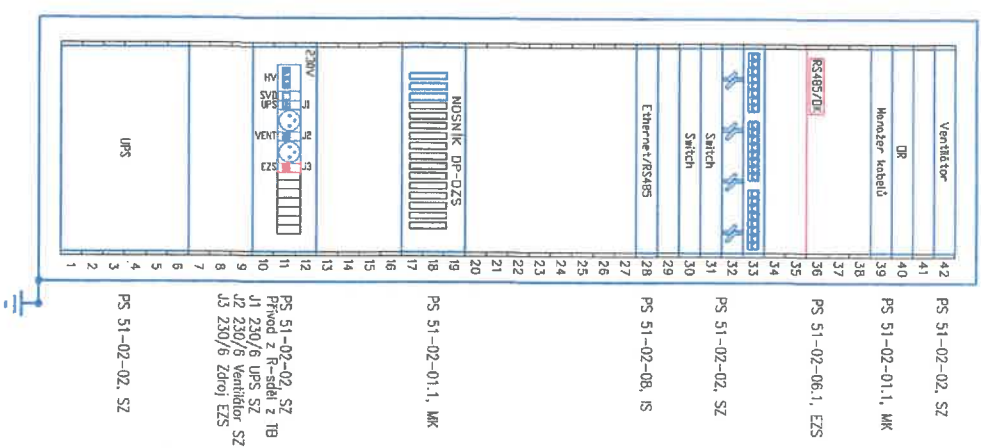 Ventilátor
OR
Manažer kabelů
RS485/DK
Switch
Switch
Ethernet/RS485
NOSNÍK DP-DZS
230V
HV
SVO
UPS
J1
VENT
J2
EZS
J3
UPS
42
41
40
39
38
37
36
35
34
33
32
31
30
29
28
27
26
25
24
23
22
21
20
19
18
17
16
15
14
13
12
11
10
9
8
7
6
5
4
3
2
1
PS 51-02-02, SZ
PS 51-02-01.1, MK
PS 51-02-06.1, EZS
PS 51-02-02, SZ
PS 51-02-08, IS
PS 51-02-01.1, MK
PS 51-02-02, SZ
Přívod z R-sděl z TB
J1 230/6 UPS SZ
J2 230/6 Ventilátor SZ
J3 230/6 Zdroj EZS
PS 51-02-02, SZ